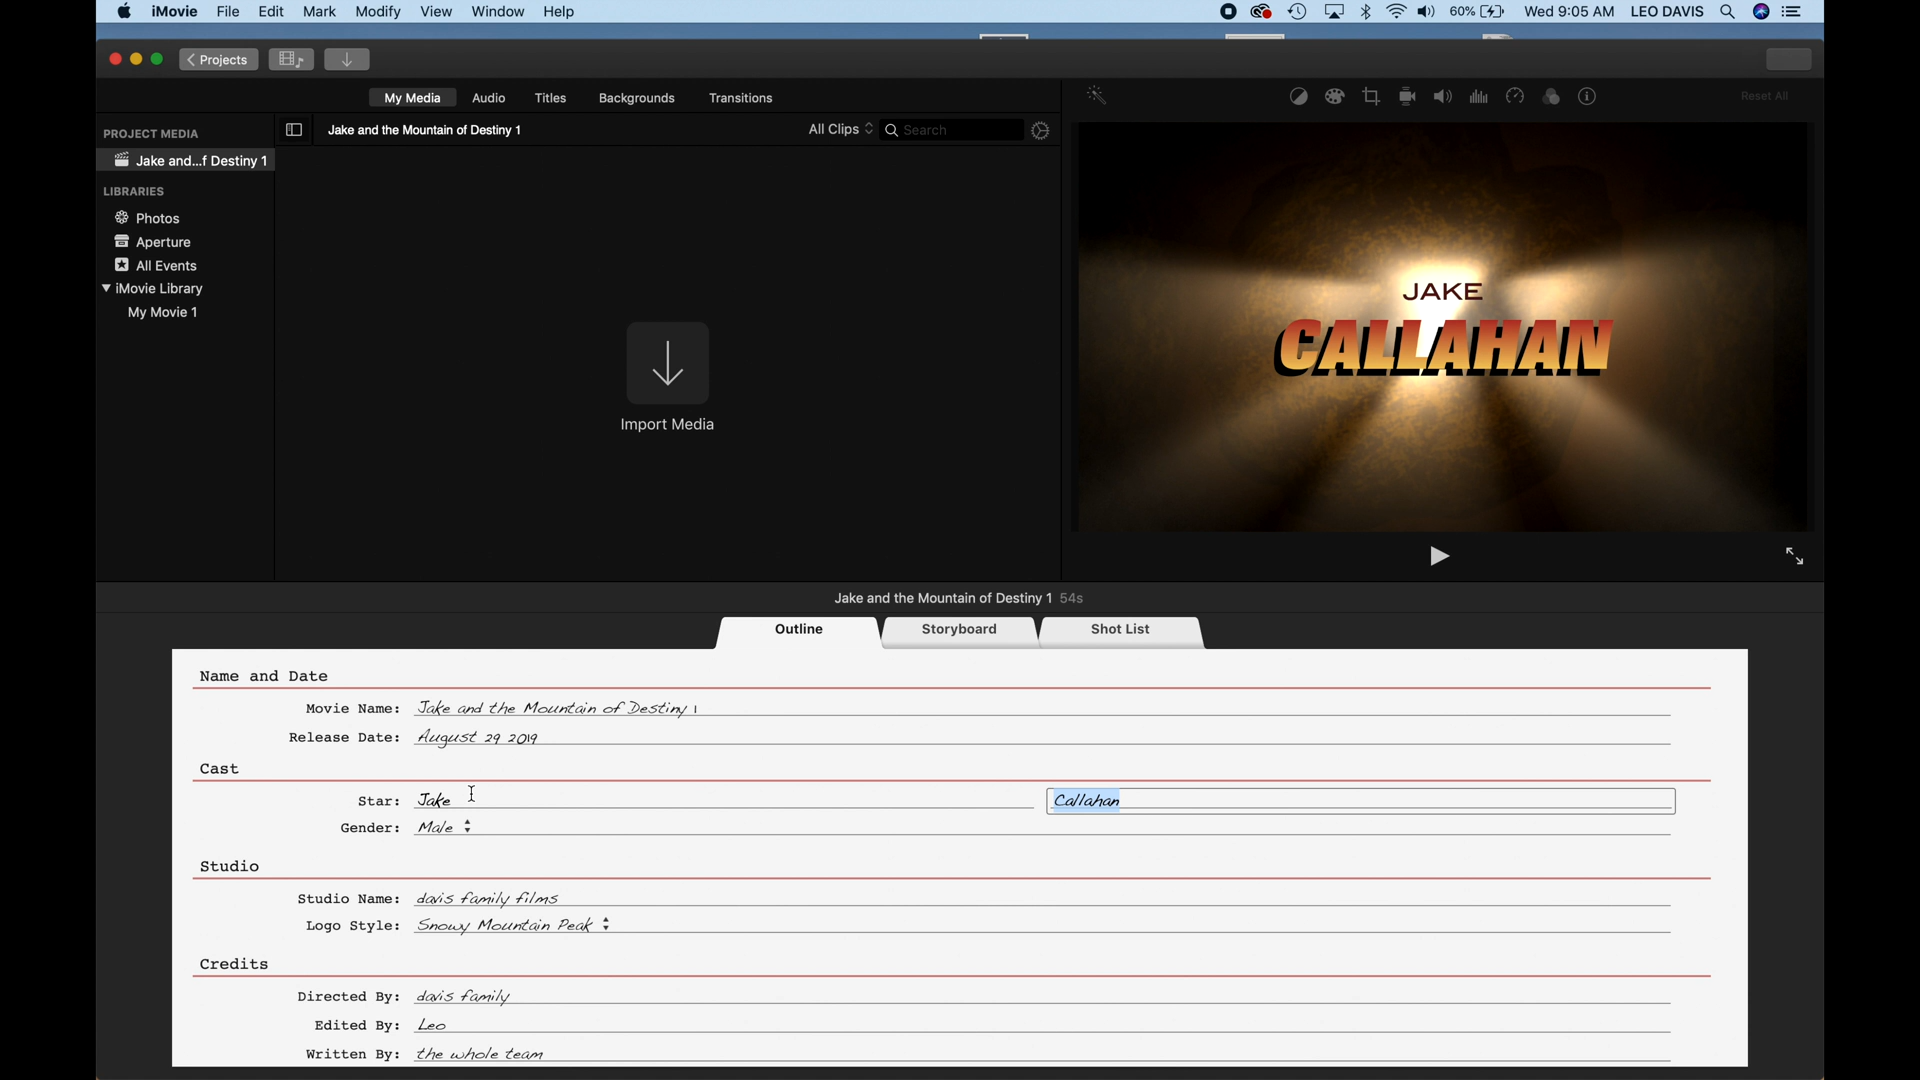 iMovie File Edit Mark Modify View Window Help 60% Wed 9:05 AM LEO DAVIS
Projects
My Media Audio Titles Backgrounds Transitions Reset All
PROJECT MEDIA
Jake and the Mountain of Destiny 1 All Clips Search
Jake and...f Destiny 1
LIBRARIES
Photos
Aperture
All Events
iMovie Library
My Movie 1
Import Media
JAKE
CALLAHAN
Jake and the Mountain of Destiny 1 54s
Outline Storyboard Shot List
Name and Date
Movie Name: Jake and the Mountain of Destiny 1
Release Date: August 29 2019
Cast
Star: Jake Callahan
Gender: Male
Studio
Studio Name: davis family films
Logo Style: Snowy Mountain Peak
Credits
Directed By: davis family
Edited By: Leo
Written By: the whole team